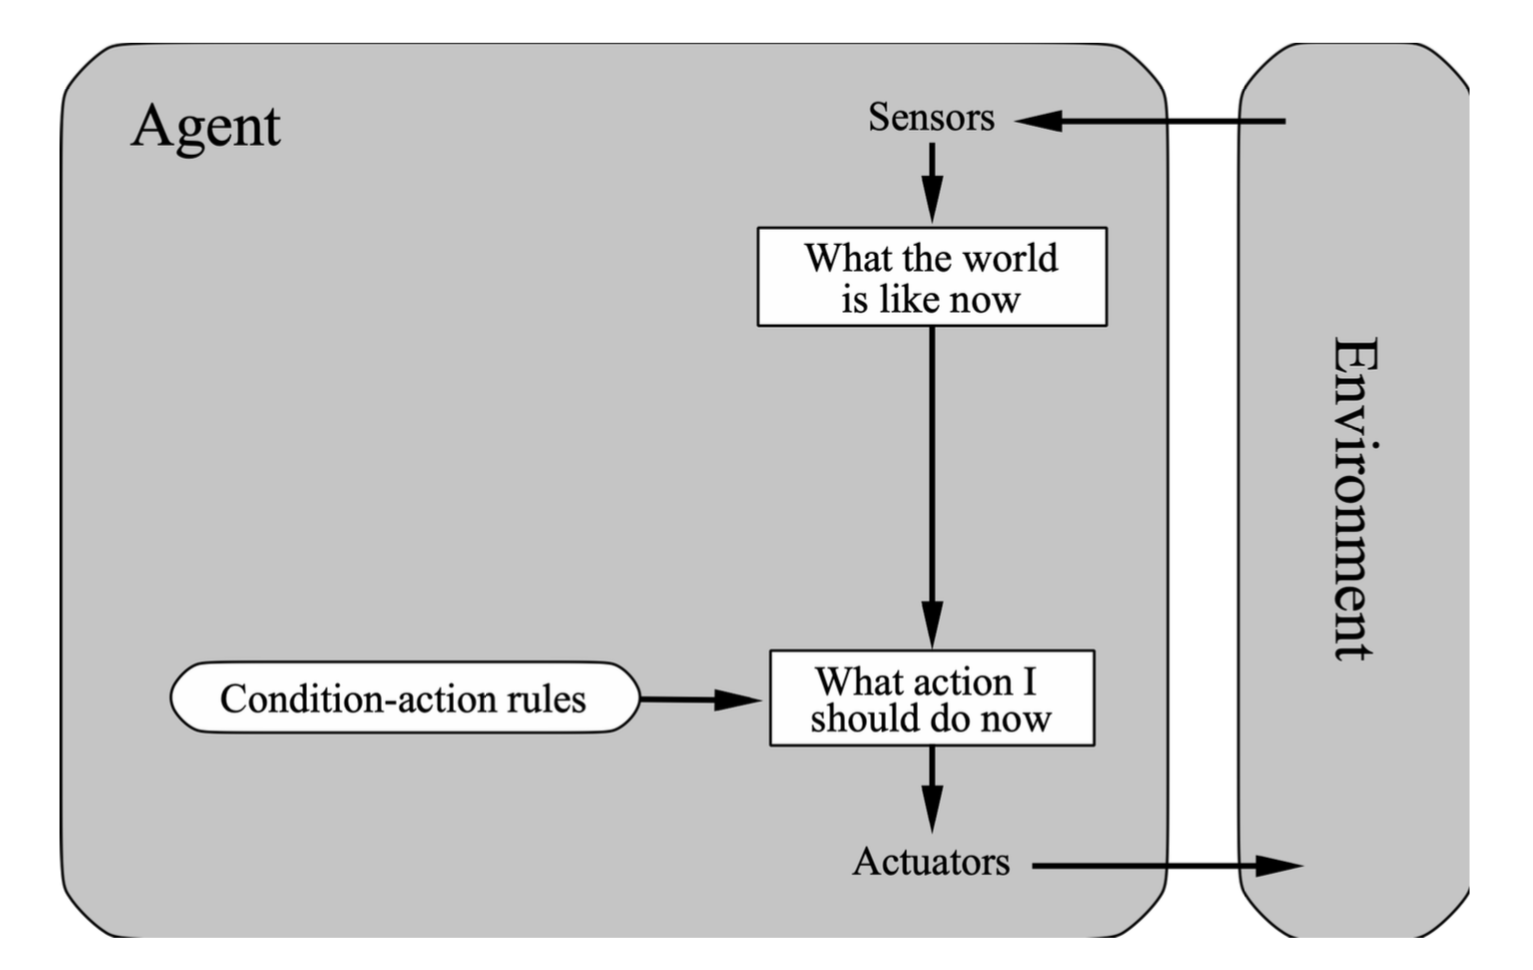 Agent
Sensors
What the world
is like now
Environment
Condition-action rules
What action I
should do now
Actuators